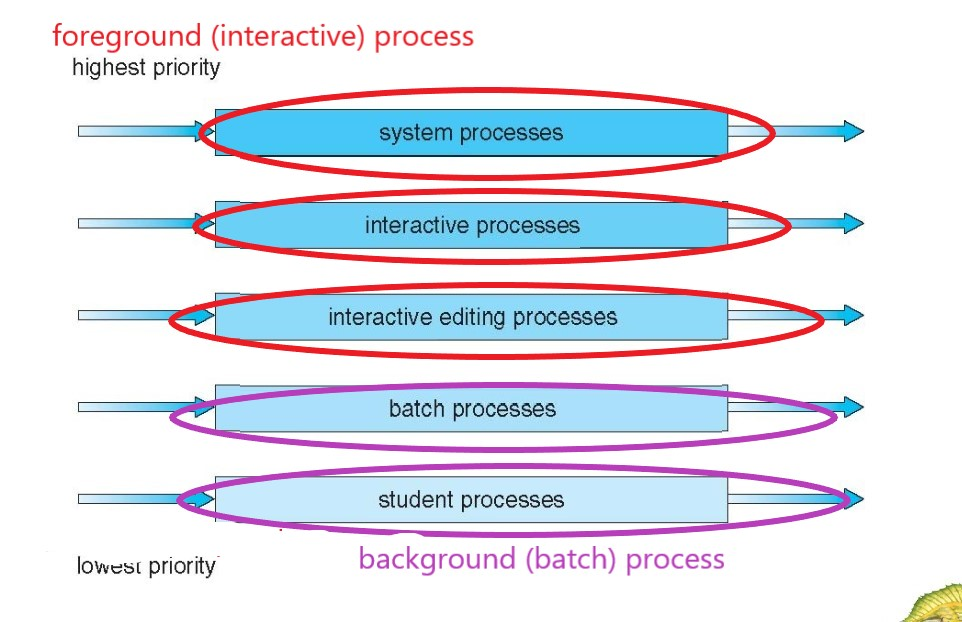 foreground (interactive) process
highest priority
system processes
interactive processes
interactive editing processes
batch processes
student processes
background (batch) process
lowest priority